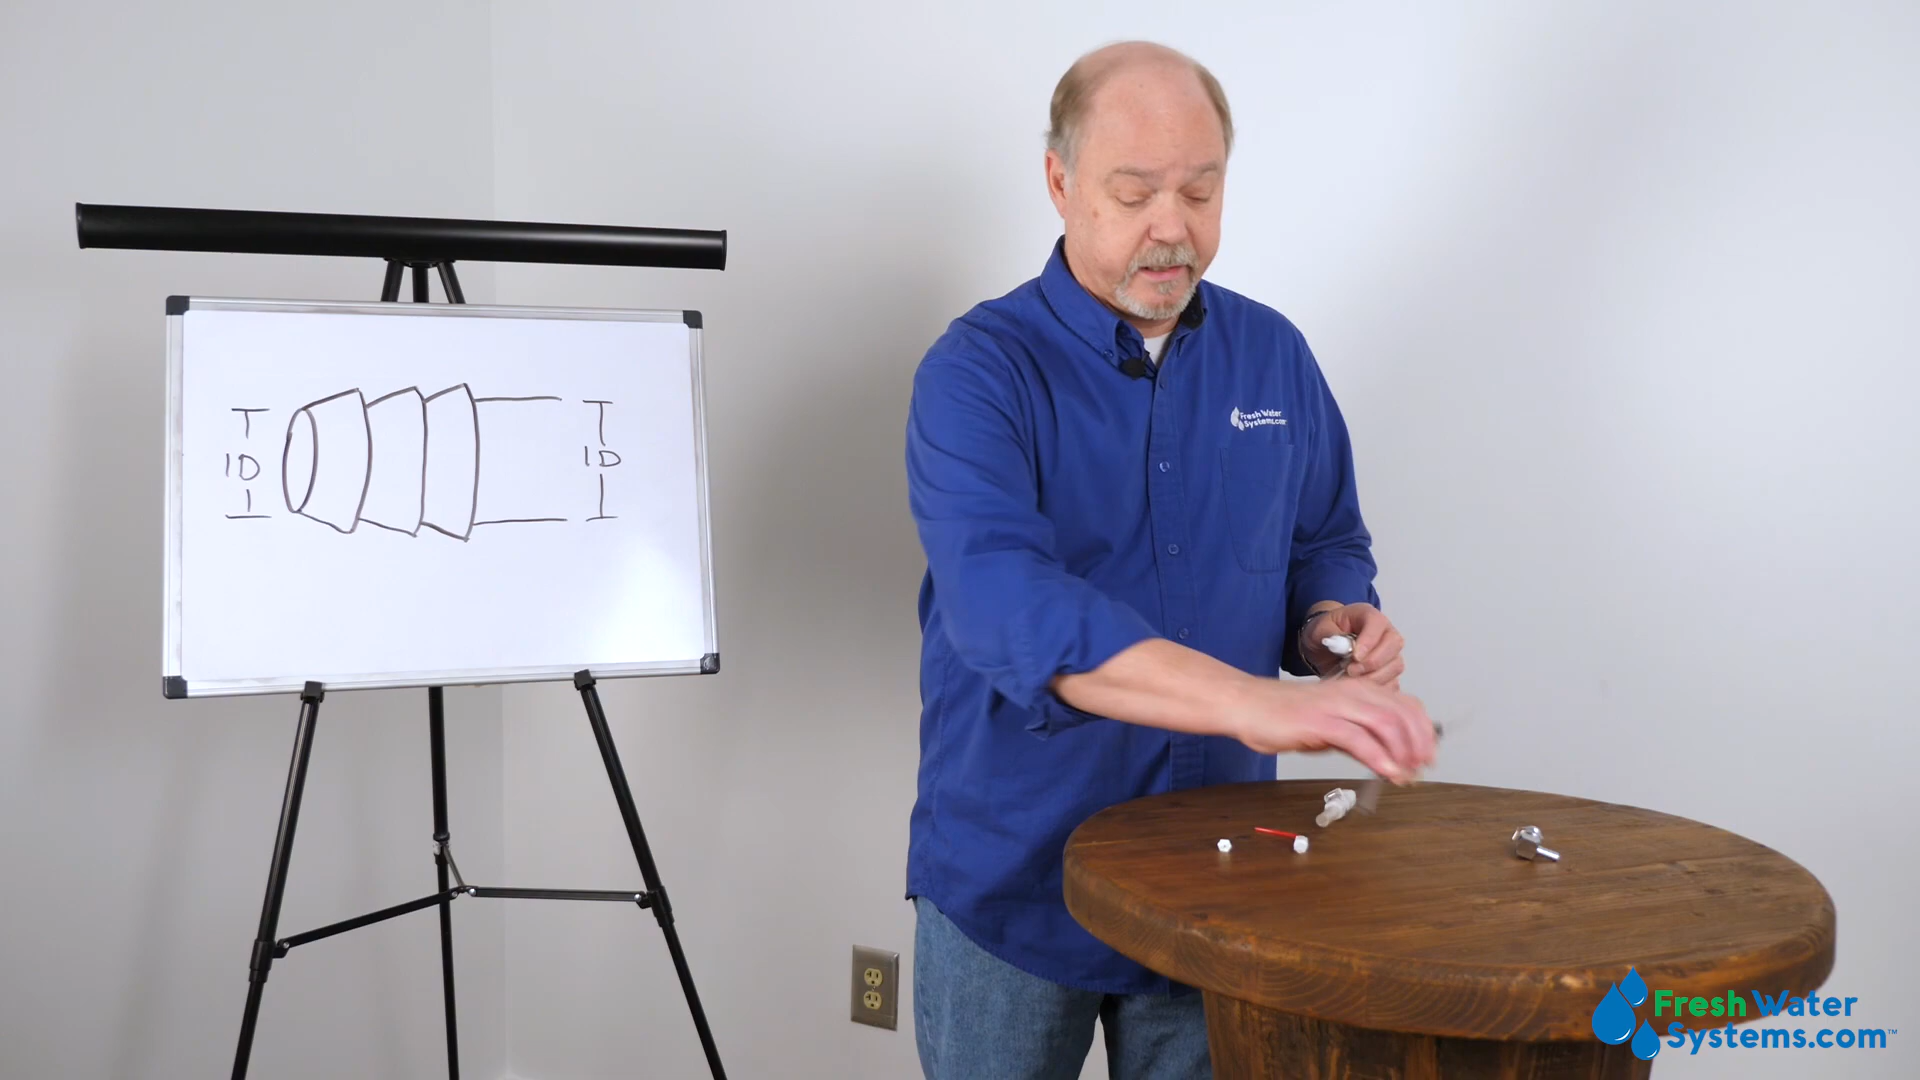 ID
ID
Fresh Water
Systems.com
Fresh Water
Systems.com™